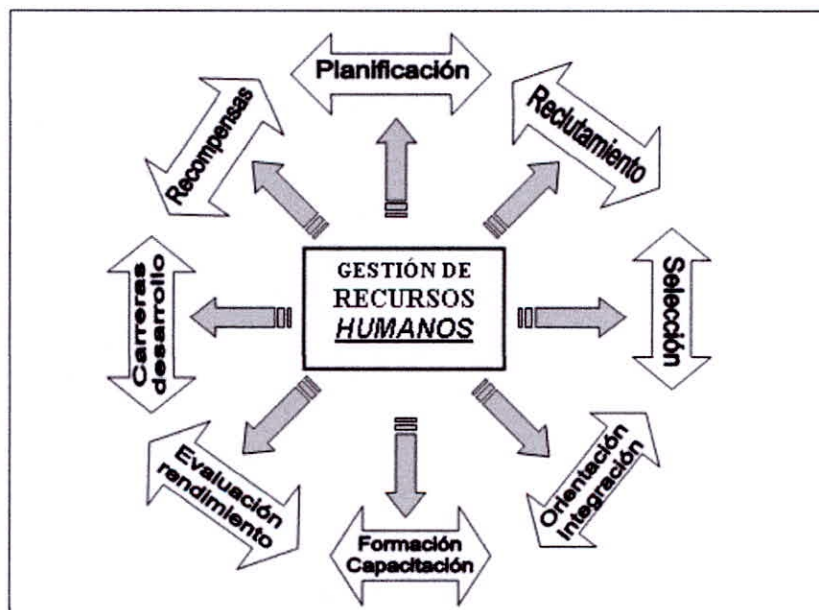 Planificación
Reclutamiento
Selección
Orientación
Integración
Formación
Capacitación
Evaluación
rendimiento
Carreras
desarrollo
Recompensas
GESTIÓN DE
RECURSOS
HUMANOS